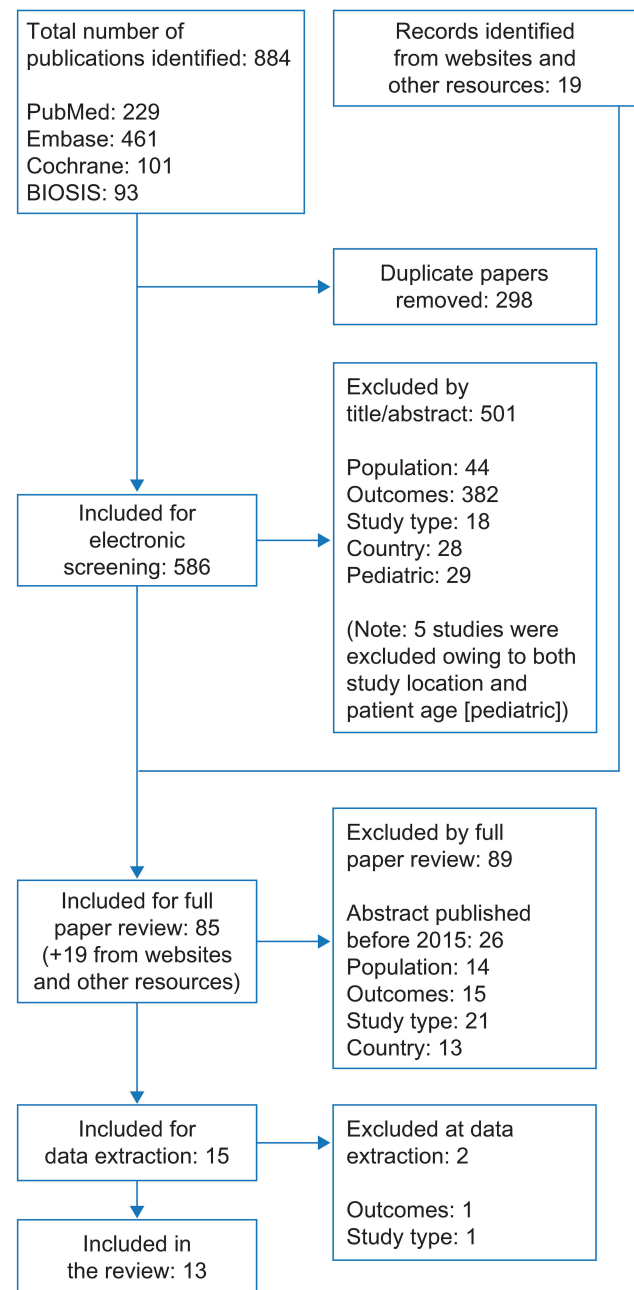 Total number of
publications identified: 884
PubMed: 229
Embase: 461
Cochrane: 101
BIOSIS: 93
Records identified
from websites and
other resources: 19
Duplicate papers
removed: 298
Excluded by
title/abstract: 501
Population: 44
Outcomes: 382
Study type: 18
Country: 28
Pediatric: 29
(Note: 5 studies were
excluded owing to both
study location and
patient age [pediatric])
Included for
electronic
screening: 586
Excluded by full
paper review: 89
Abstract published
before 2015: 26
Population: 14
Outcomes: 15
Study type: 21
Country: 13
Included for full
paper review: 85
(+19 from websites
and other resources)
Included for
data extraction: 15
Excluded at data
extraction: 2
Outcomes: 1
Study type: 1
Included in
the review: 13